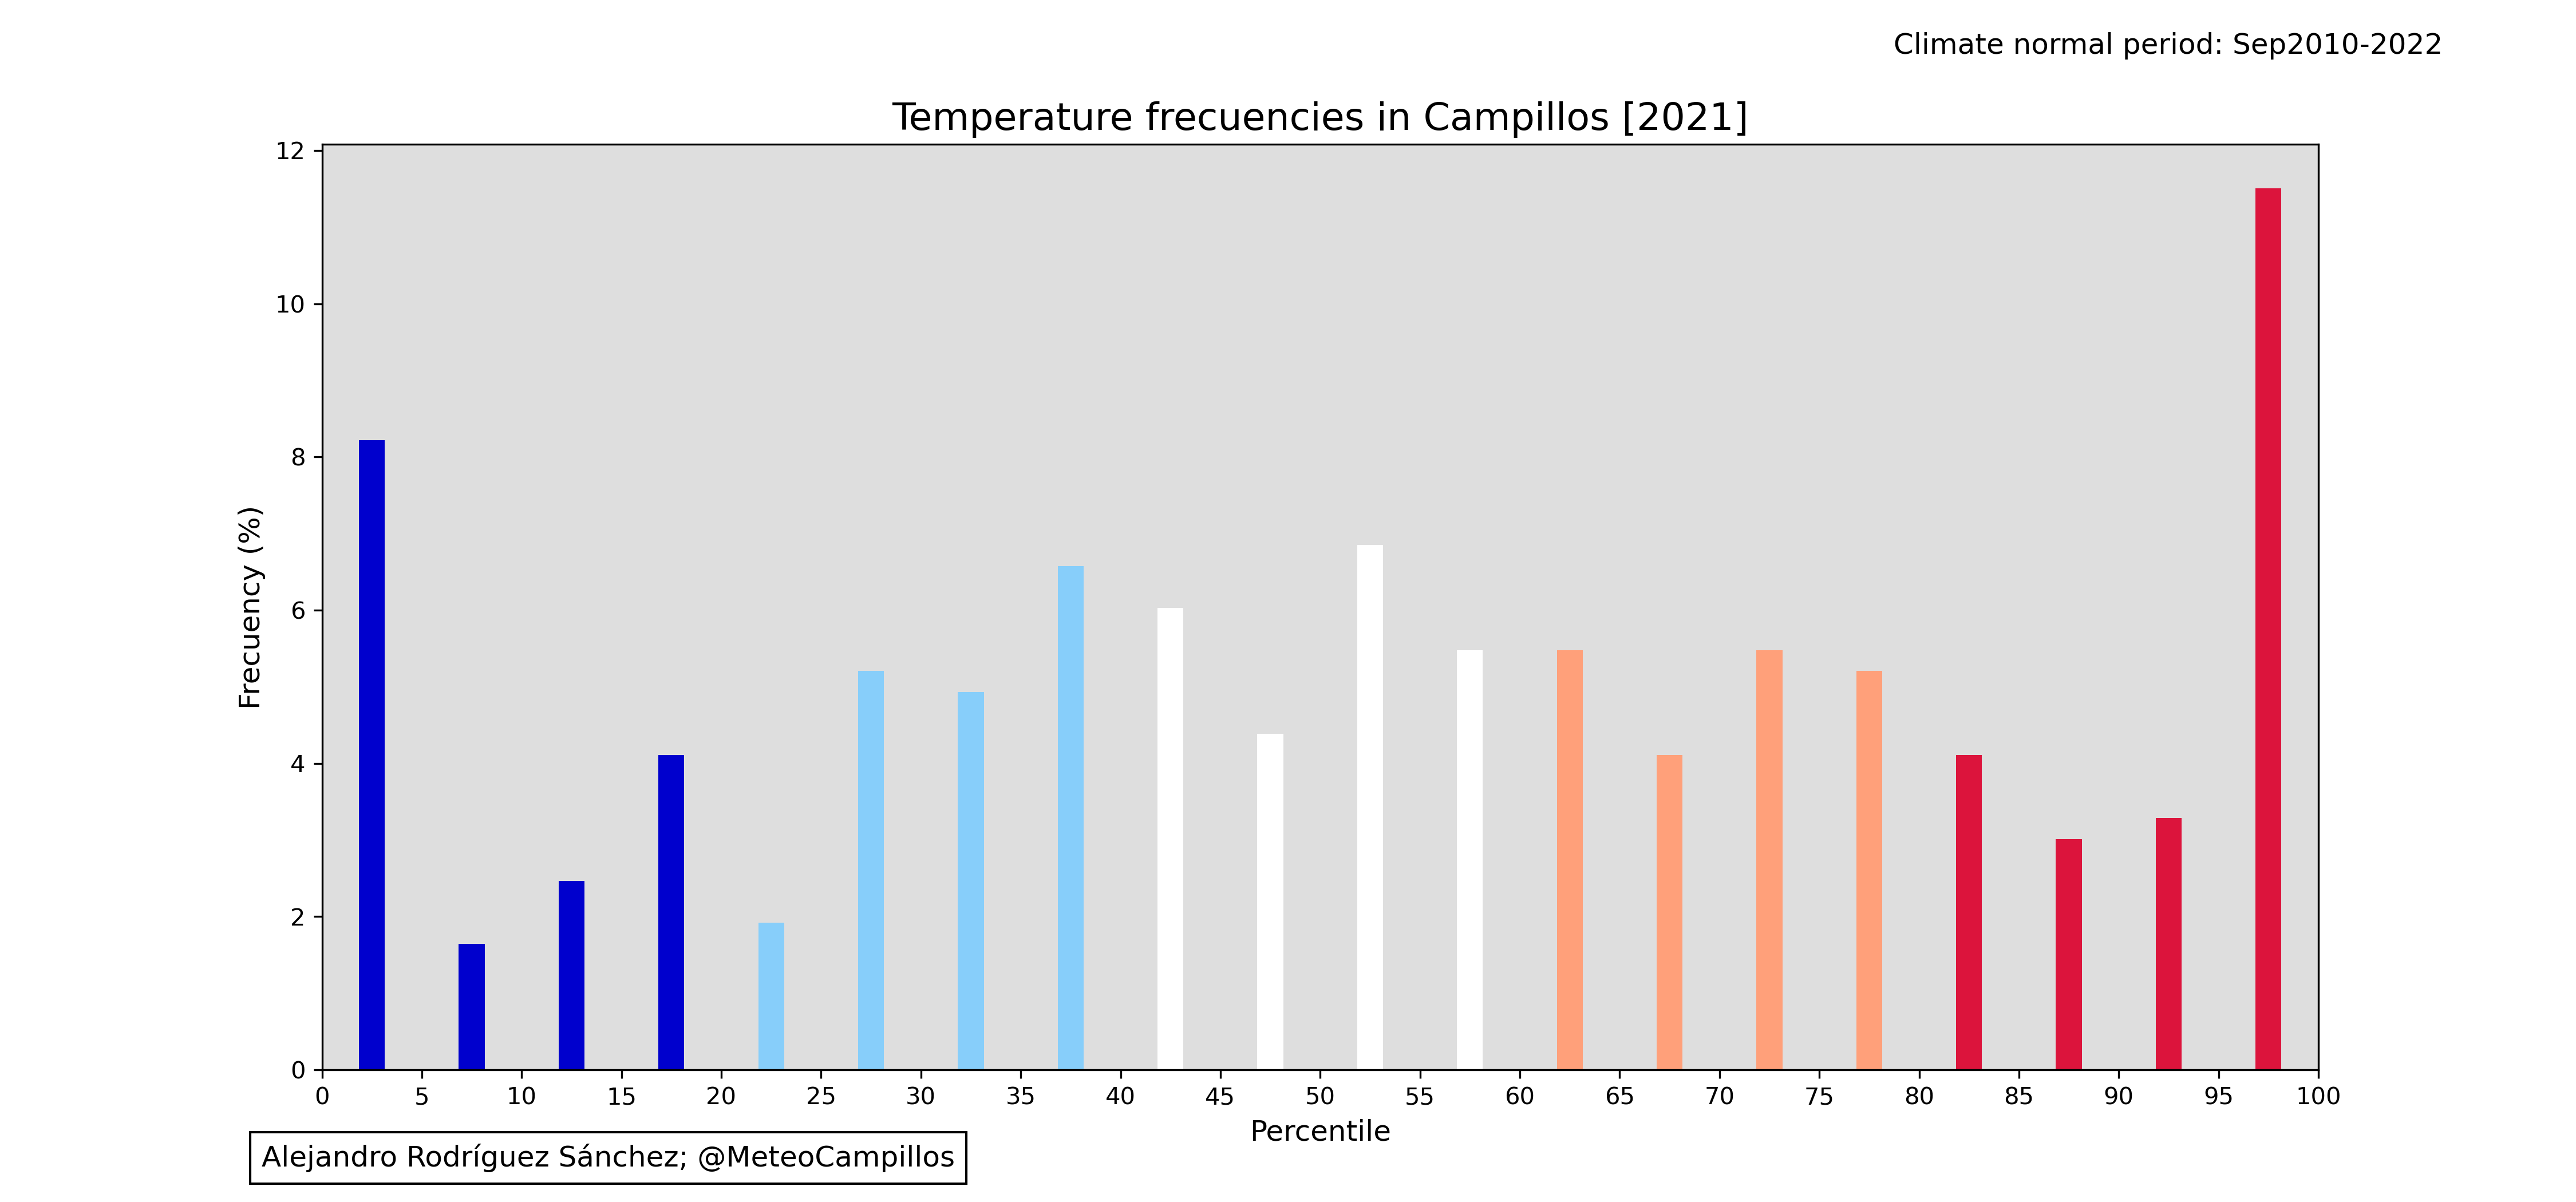 Climate normal period: Sep2010-2022
Temperature frecuencies in Campillos [2021]
12
10
8
6
4
2
0
Frecuency (%)
0 5 10 15 20 25 30 35 40 45 50 55 60 65 70 75 80 85 90 95 100
Percentile
Alejandro Rodríguez Sánchez; @MeteoCampillos